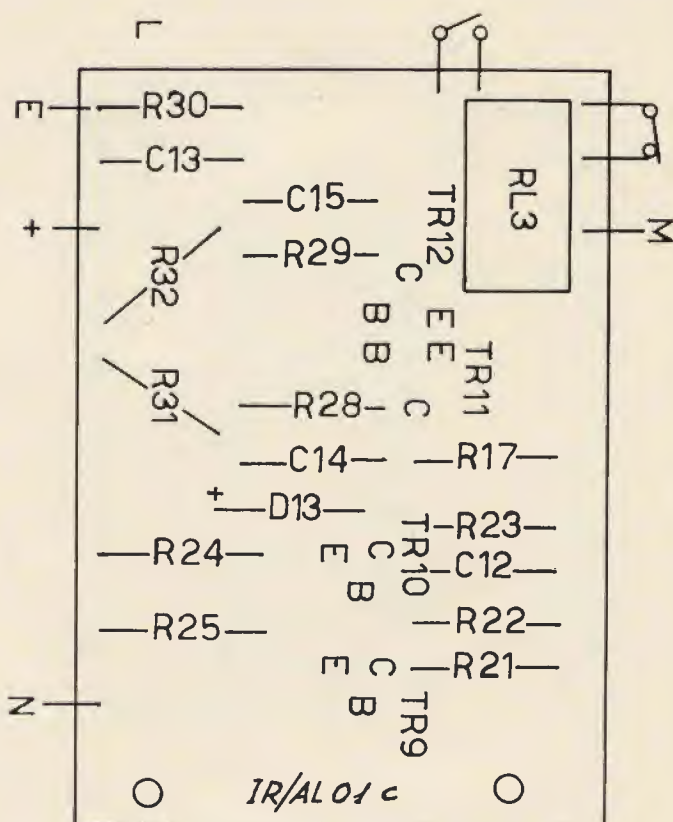 L
E
R30
C13
C15
R29
+
R32
TR12
RL3
M
C
B
E
B
E
TR11
R31
R28
C
C14
R17
+
D13
R23
TR10
R24
E
C
B
C12
R25
R22
R21
E
C
B
TR9
N
IR/AL01c